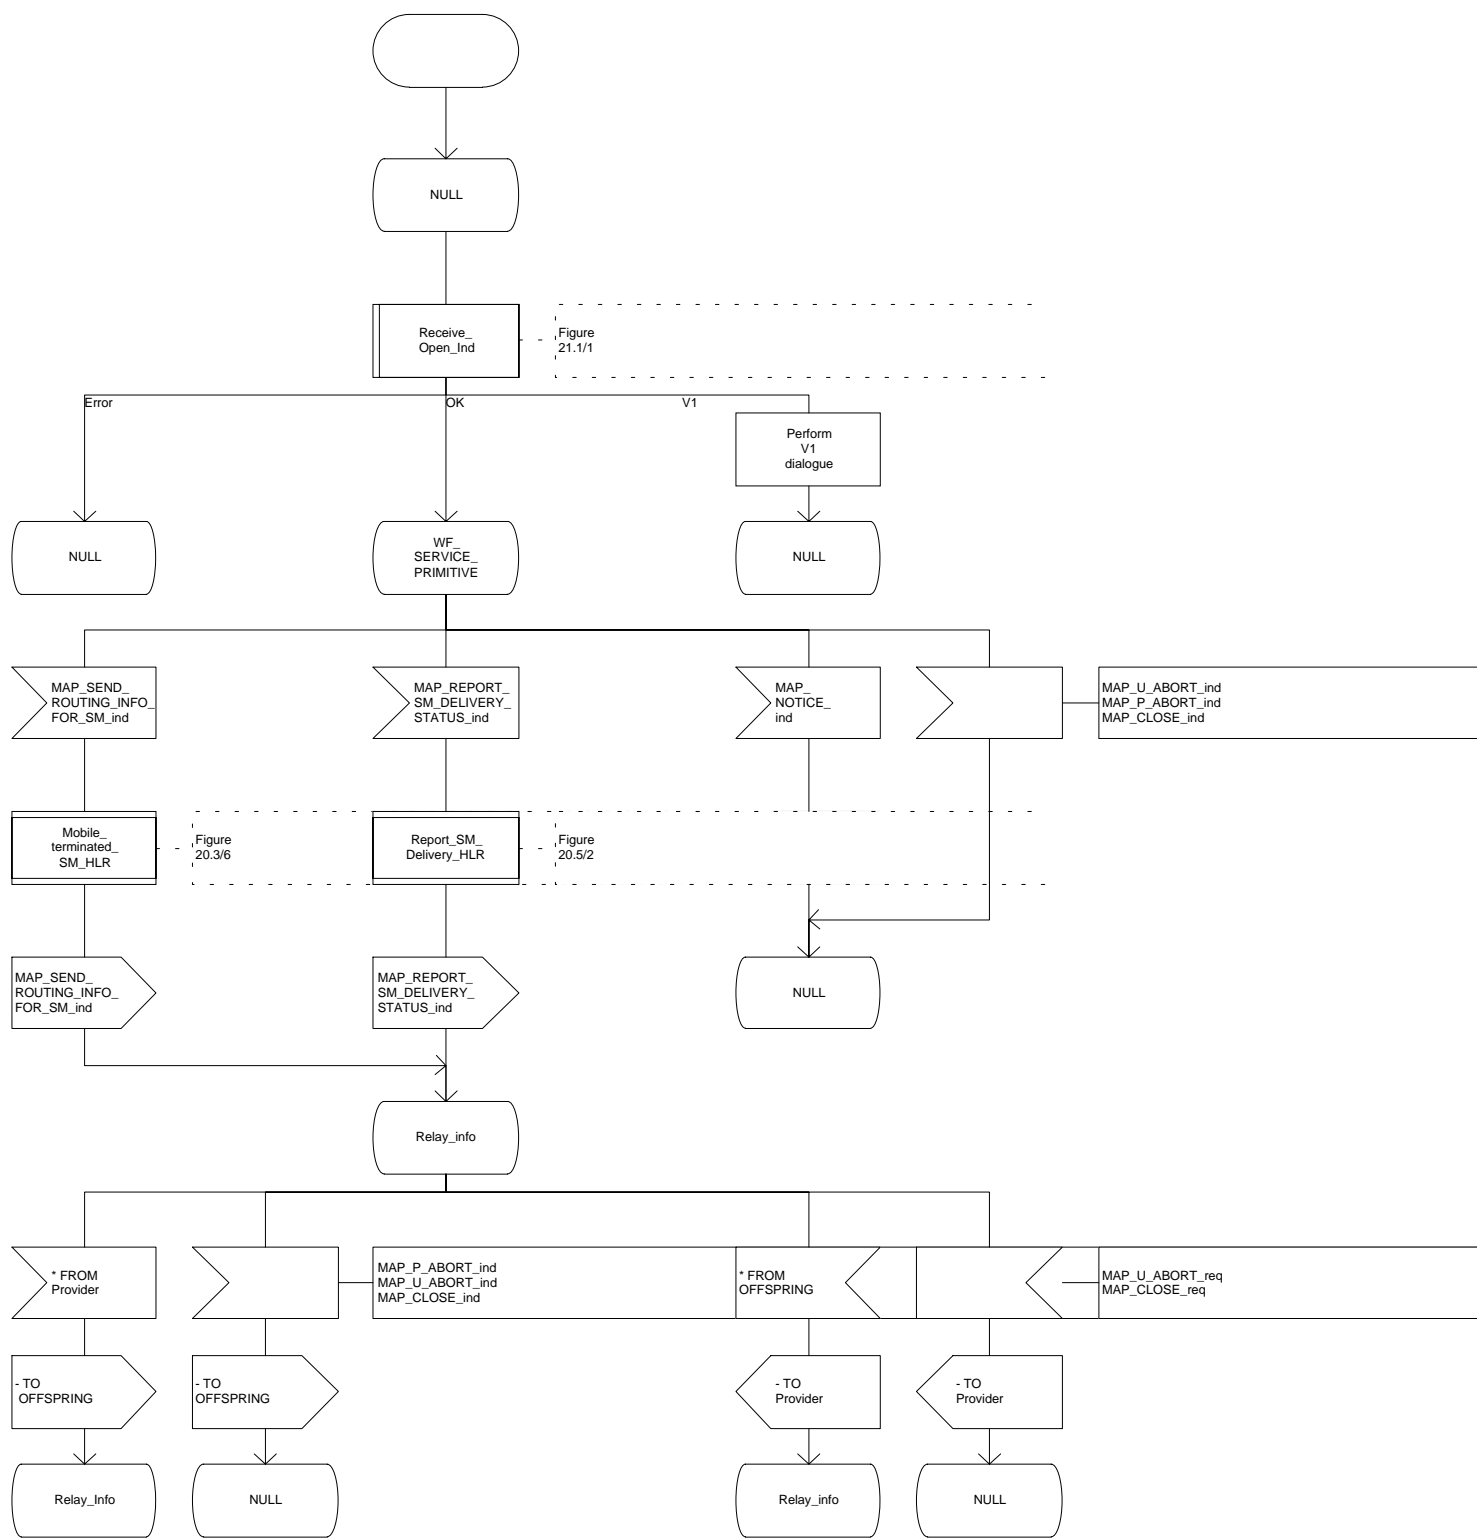 NULL
Receive_
Open_Ind
Figure
21.1/1
Error
OK
V1
Perform
V1
dialogue
NULL
WF_
SERVICE_
PRIMITIVE
NULL
MAP_SEND_
ROUTING_INFO_
FOR_SM_ind
MAP_REPORT_
SM_DELIVERY_
STATUS_ind
MAP_
NOTICE_
ind
MAP_U_ABORT_ind
MAP_P_ABORT_ind
MAP_CLOSE_ind
Mobile_
terminated_
SM_HLR
Figure
20.3/6
Report_SM_
Delivery_HLR
Figure
20.5/2
MAP_SEND_
ROUTING_INFO_
FOR_SM_ind
MAP_REPORT_
SM_DELIVERY_
STATUS_ind
NULL
Relay_info
* FROM
Provider
MAP_P_ABORT_ind
MAP_U_ABORT_ind
MAP_CLOSE_ind
* FROM
OFFSPRING
MAP_U_ABORT_req
MAP_CLOSE_req
- TO
OFFSPRING
- TO
OFFSPRING
- TO
Provider
- TO
Provider
Relay_Info
NULL
Relay_info
NULL